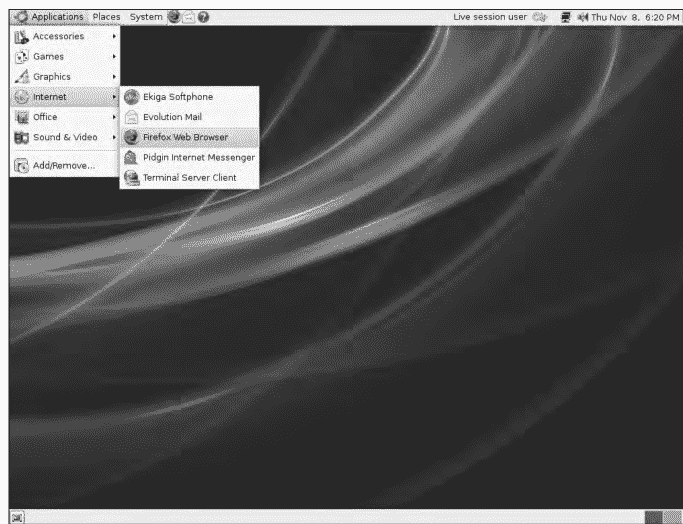 Applications Places System Live session user Thu Nov 8, 6:20 PM
Accessories
Games
Graphics
Internet
Office
Sound & Video
Add/Remove...
Ekiga Softphone
Evolution Mail
Firefox Web Browser
Pidgin Internet Messenger
Terminal Server Client